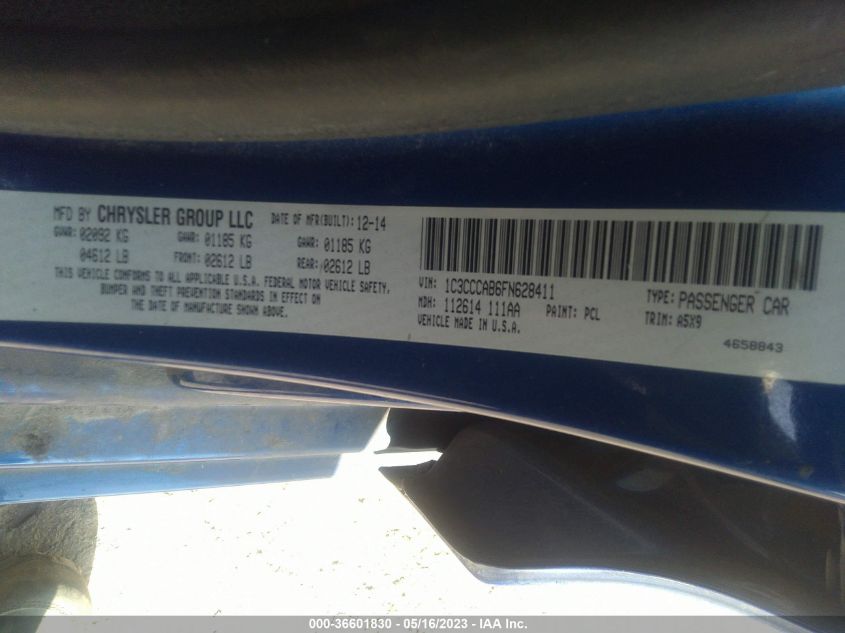 MFD BY CHRYSLER GROUP LLC DATE OF MFR(BUILT): 12-14
GVWR: 02092 KG GAWR: 01185 KG GAWR: 01185 KG
04612 LB FRONT: 02612 LB REAR: 02612 LB
THIS VEHICLE CONFORMS TO ALL APPLICABLE U.S.A. FEDERAL MOTOR VEHICLE SAFETY,
BUMPER AND THEFT PREVENTION STANDARDS IN EFFECT ON
THE DATE OF MANUFACTURE SHOWN ABOVE.
VIN: 1C3CCCAB6FN628411 TYPE: PASSENGER CAR
MDH: 112614 111AA PAINT: PCL TRIM: A5X9
VEHICLE MADE IN U.S.A.
4658843
000-36601830 - 05/16/2023 - IAA Inc.